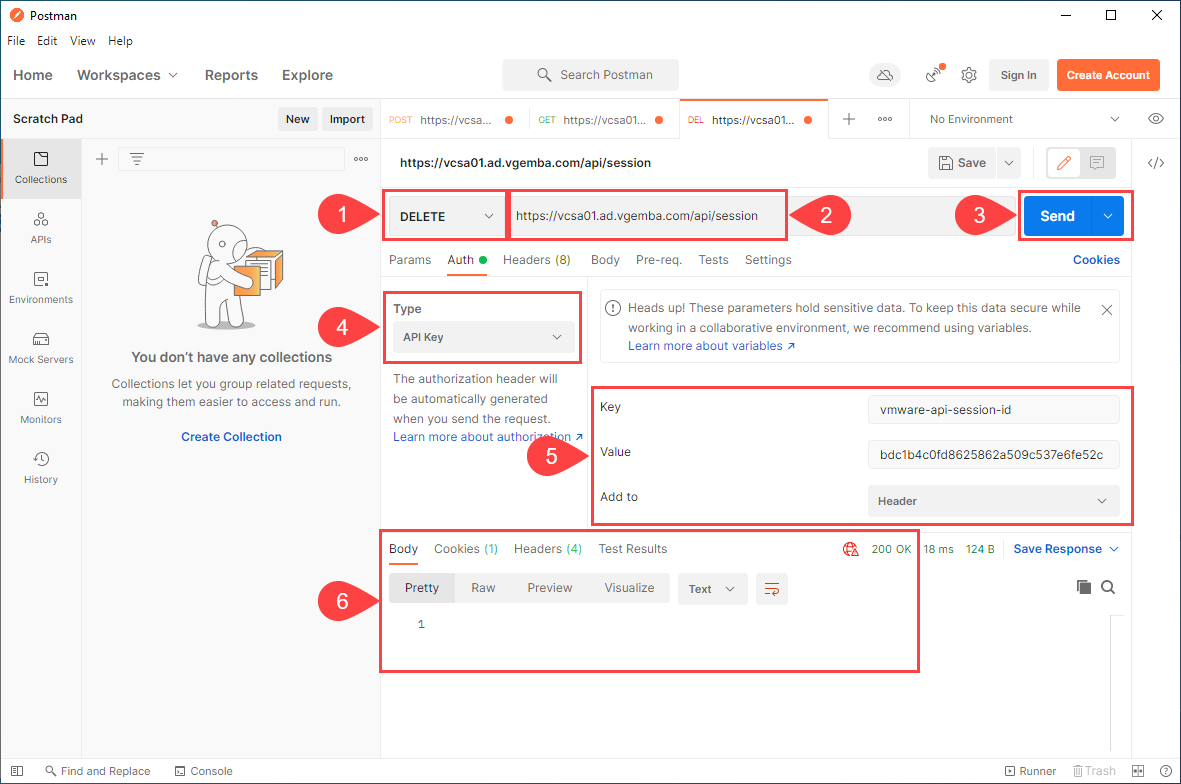 Postman
File Edit View Help
Home Workspaces Reports Explore Search Postman Sign In Create Account
Scratch Pad New Import
POST https://vcsa... GET https://vcsa01... DEL https://vcsa01... No Environment
https://vcsa01.ad.vgemba.com/api/session Save
Collections
APIs
Environments
Mock Servers
Monitors
History
You don't have any collections
Collections let you group related requests,
making them easier to access and run.
Create Collection
1 DELETE https://vcsa01.ad.vgemba.com/api/session 2 3 Send
Params Auth Headers (8) Body Pre-req. Tests Settings Cookies
4
Type
API Key
The authorization header will
be automatically generated
when you send the request.
Learn more about authorization
Heads up! These parameters hold sensitive data. To keep this data secure while
working in a collaborative environment, we recommend using variables.
Learn more about variables
5
Key vmware-api-session-id
Value bdc1b4c0fd8625862a509c537e6fe52c
Add to Header
Body Cookies (1) Headers (4) Test Results 200 OK 18 ms 124 B Save Response
Pretty Raw Preview Visualize Text
6
1
Find and Replace Console Runner Trash